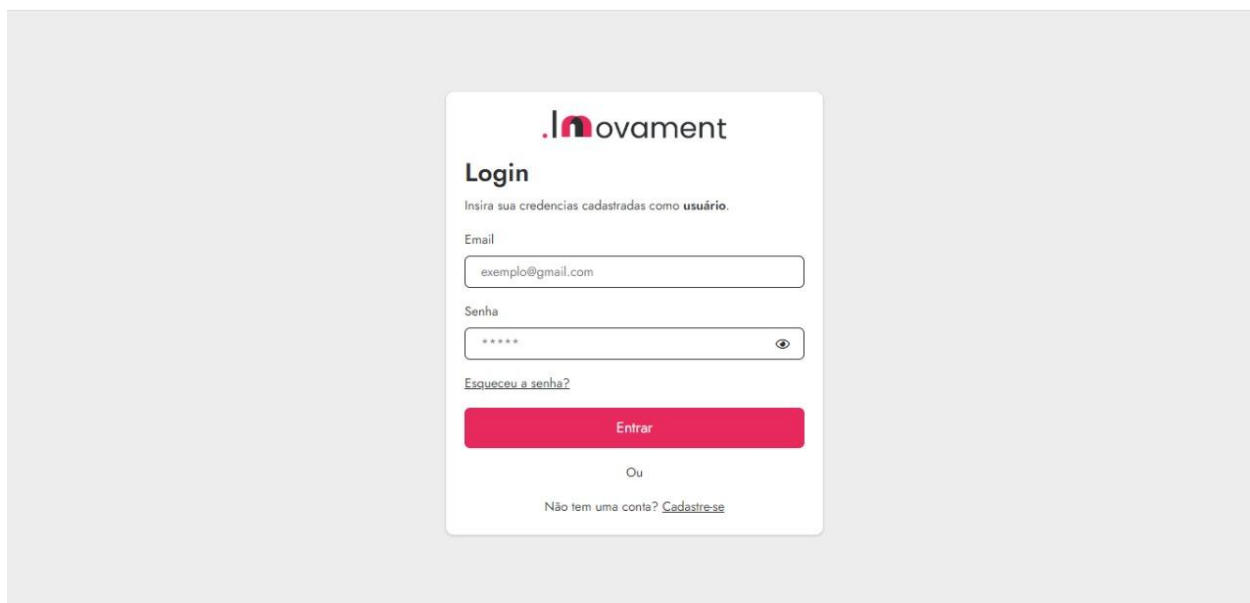 .Inovament
Login
Insira sua credencias cadastradas como usuário.
Email
exemplo@gmail.com
Senha
*****
Esqueceu a senha?
Entrar
Ou
Não tem uma conta? Cadastre-se